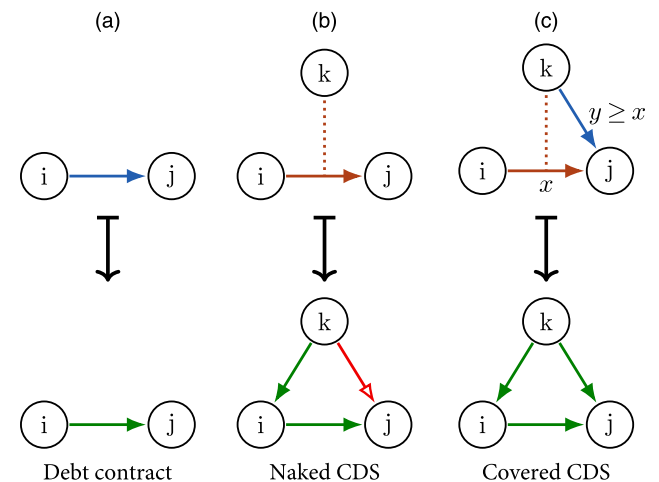 (a) (b) (c)
k k
y ≥ x
i j i j i j
x
k k
i j i j i j
Debt contract Naked CDS Covered CDS